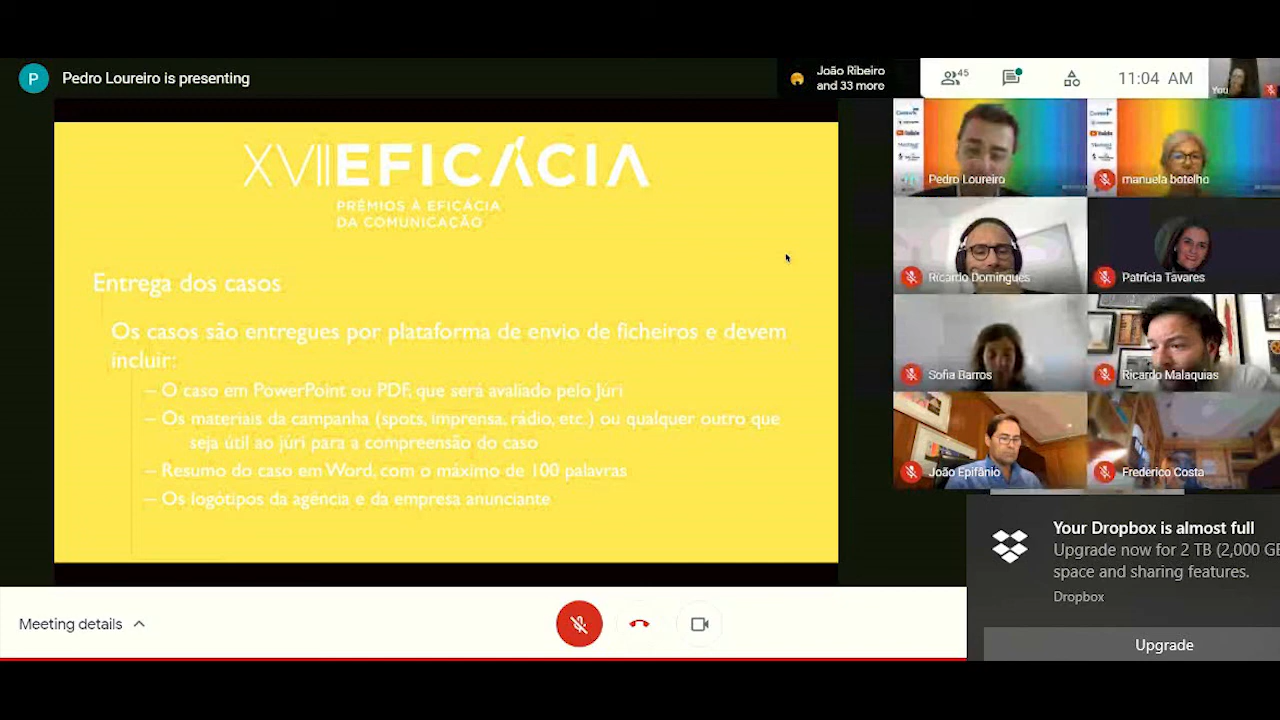 P
Pedro Loureiro is presenting
João Ribeiro
and 33 more
45
11:04 AM
You
XVII EFICÁCIA
PRÉMIOS À EFICÁCIA
DA COMUNICAÇÃO
Entrega dos casos
Os casos são entregues por plataforma de envio de ficheiros e devem
incluir:
– O caso em PowerPoint ou PDF, que será avaliado pelo Júri
– Os materiais da campanha (spots, imprensa, rádio, etc.) ou qualquer outro que
seja útil ao júri para a compreensão do caso
– Resumo do caso em Word, com o máximo de 100 palavras
– Os logótipos da agência e da empresa anunciante
Pedro Loureiro
manuela botelho
Ricardo Domingues
Patrícia Tavares
Sofia Barros
Ricardo Malaquias
João Epifânio
Frederico Costa
Your Dropbox is almost full
Upgrade now for 2 TB (2,000 G
space and sharing features.
Dropbox
Upgrade
Meeting details